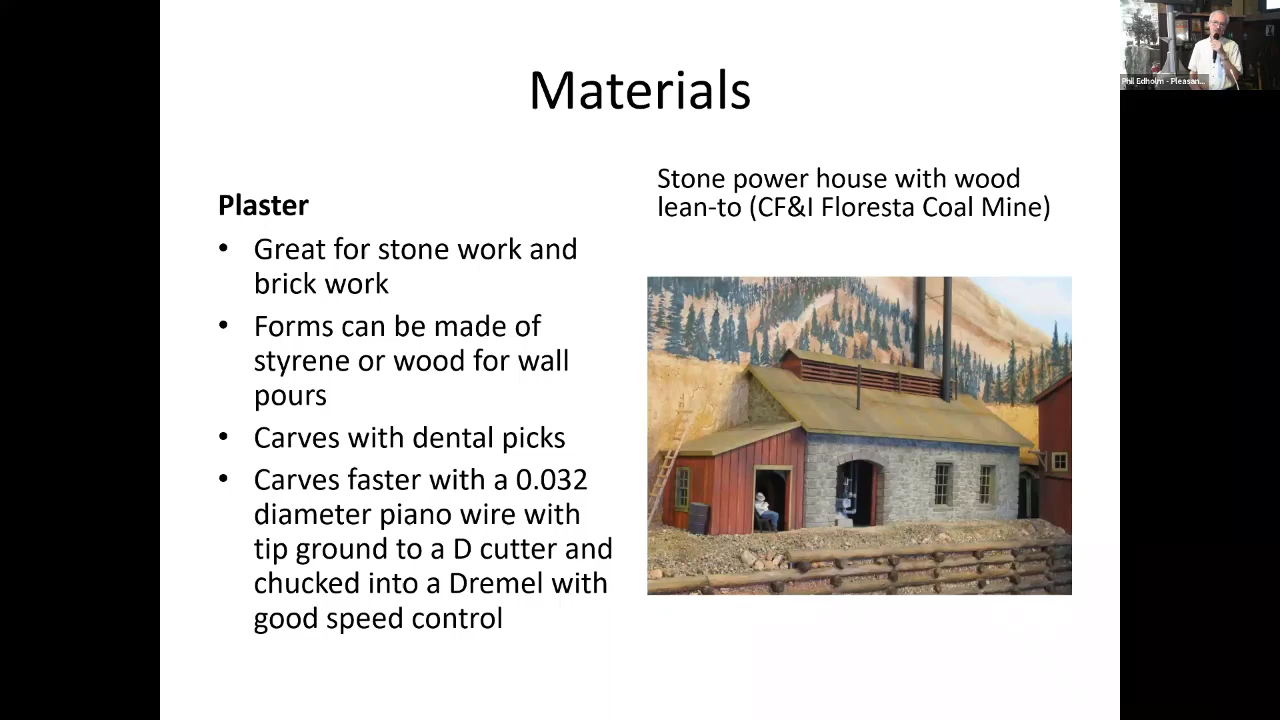 Materials
Plaster
• Great for stone work and
brick work
• Forms can be made of
styrene or wood for wall
pours
• Carves with dental picks
• Carves faster with a 0.032
diameter piano wire with
tip ground to a D cutter and
chucked into a Dremel with
good speed control
Stone power house with wood
lean-to (CF&I Floresta Coal Mine)
Phil Edholm - Pleasan...